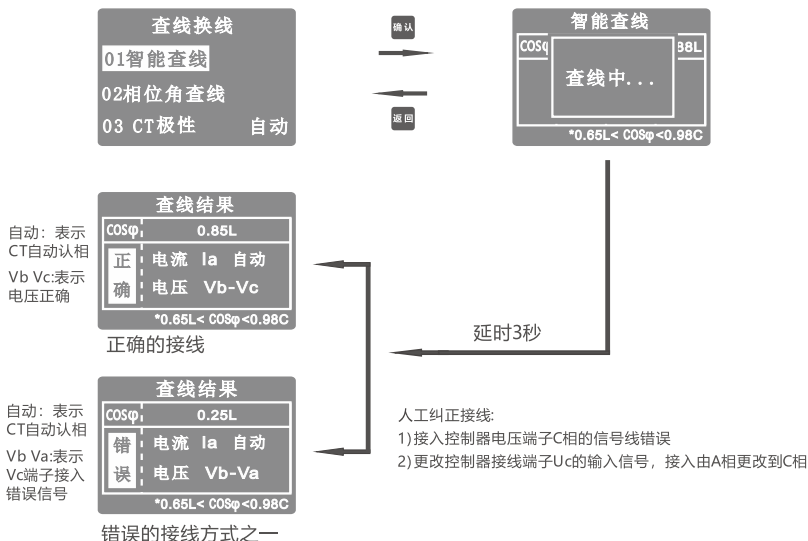 查线换线
01智能查线
02相位角查线
03 CT极性 自动
确认
返回
智能查线
COSφ 88L
查线中...
*0.65L< COSφ<0.98C
自动：表示
CT自动认相
Vb Vc:表示
电压正确
查线结果
COSφ 0.85L
正确
电流 Ia 自动
电压 Vb-Vc
*0.65L< COSφ<0.98C
正确的接线
延时3秒
自动：表示
CT自动认相
Vb Va:表示
Vc端子接入
错误信号
查线结果
COSφ 0.25L
错误
电流 Ia 自动
电压 Vb-Va
*0.65L< COSφ<0.98C
错误的接线方式之一
人工纠正接线:
1)接入控制器电压端子C相的信号线错误
2)更改控制器接线端子Uc的输入信号，接入由A相更改到C相